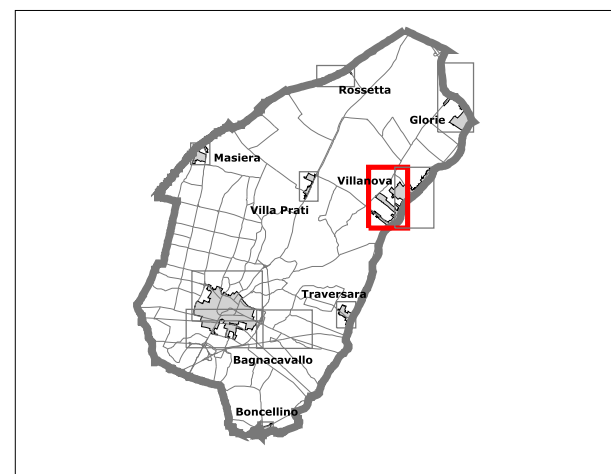 Rossetta
Glorie
Masiera
Villanova
Villa Prati
Traversara
Bagnacavallo
Boncellino